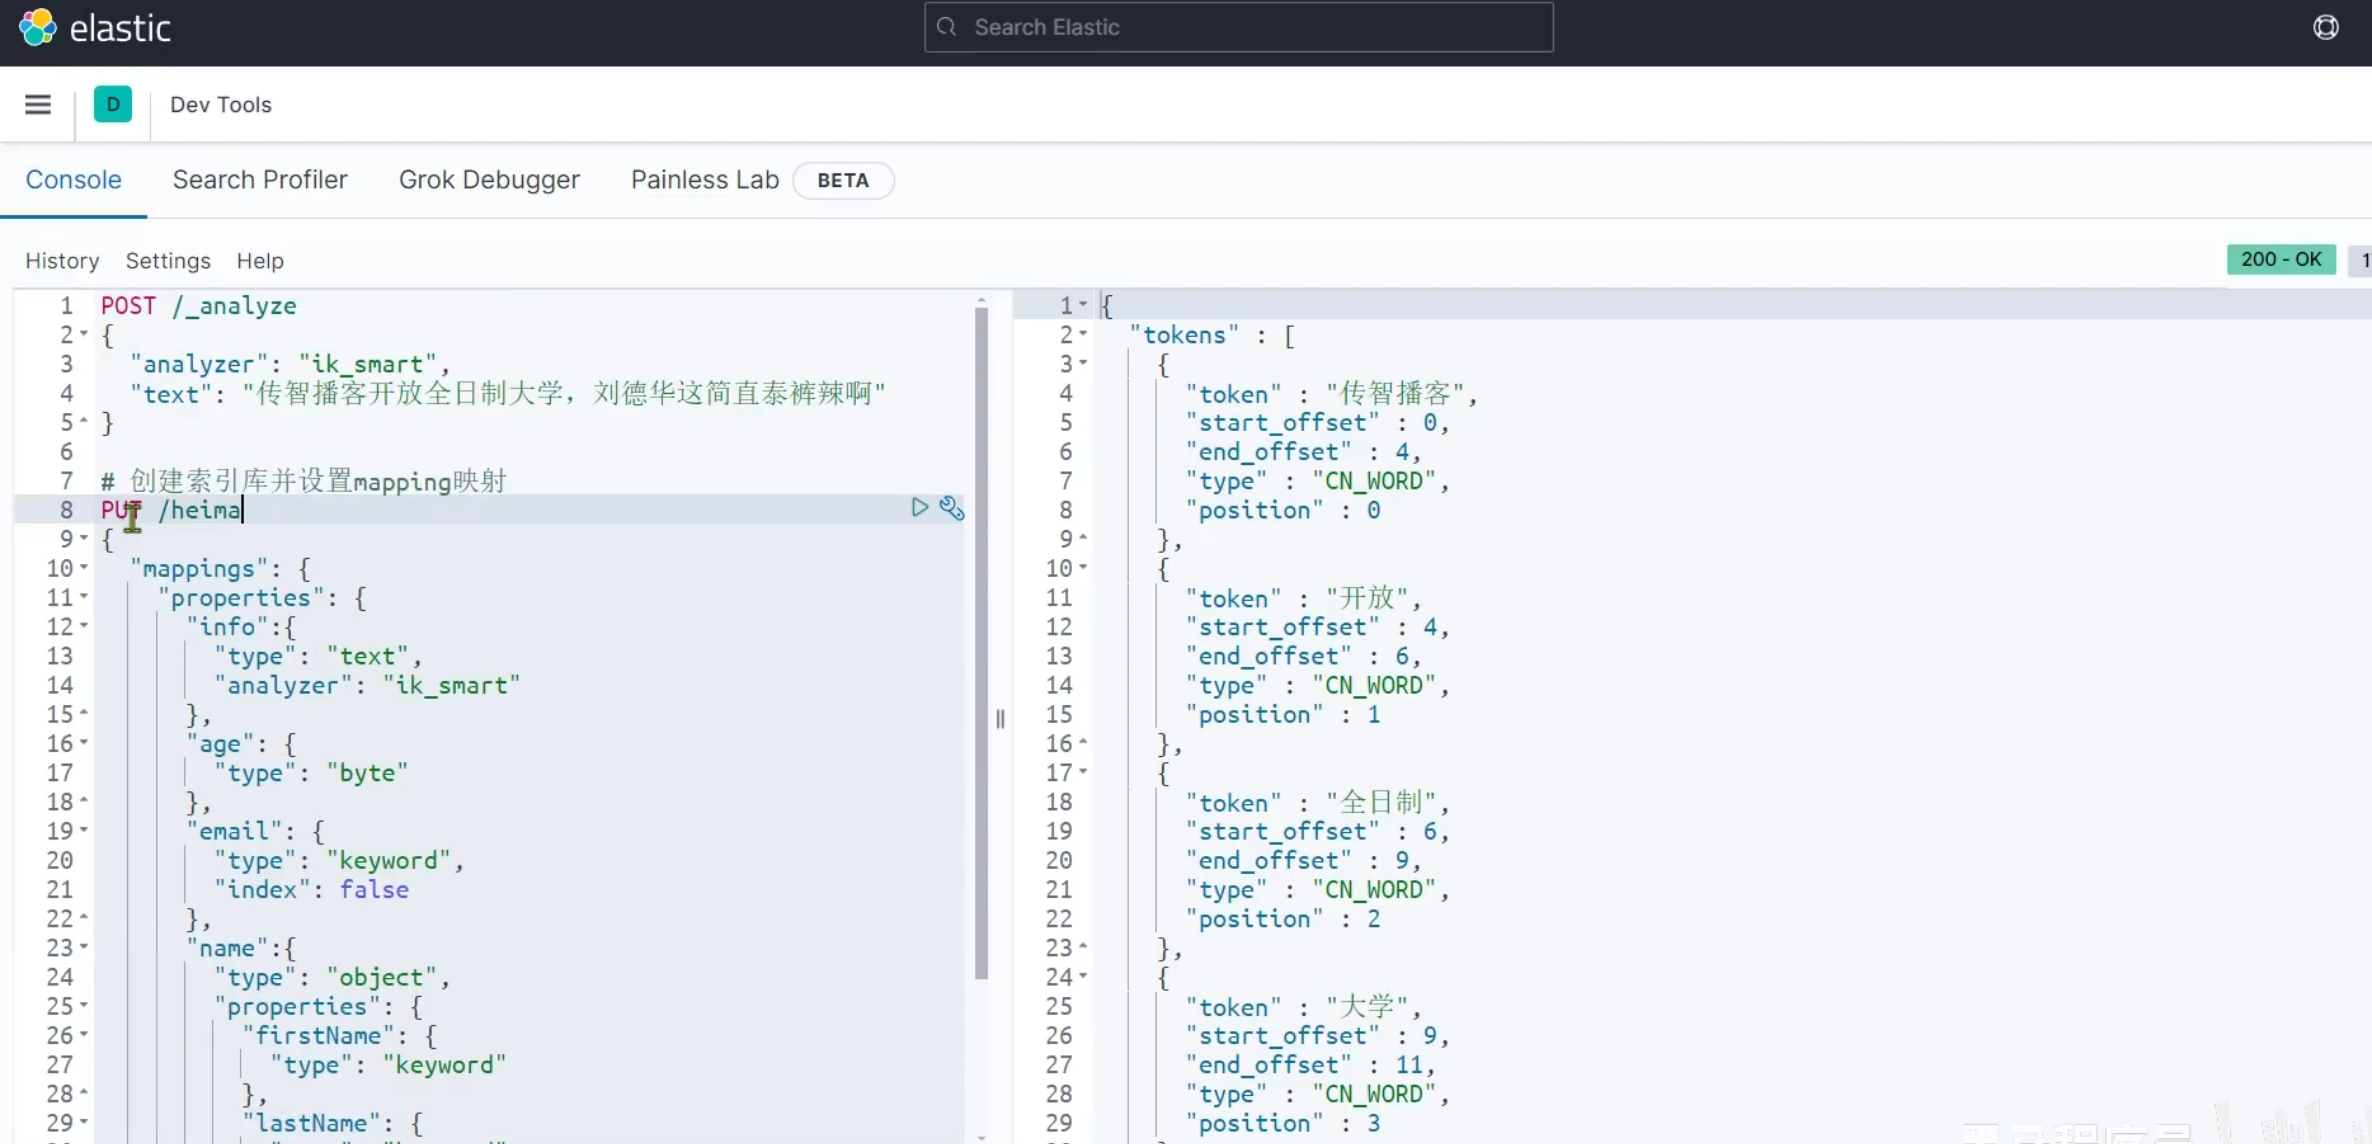 elastic
Search Elastic
D
Dev Tools
Console
Search Profiler
Grok Debugger
Painless Lab
BETA
History
Settings
Help
200 - OK
1 POST /_analyze
2 {
3 "analyzer": "ik_smart",
4 "text": "传智播客开放全日制大学，刘德华这简直泰裤辣啊"
5 }
6
7 # 创建索引库并设置mapping映射
8 PUT /heima
9 {
10 "mappings": {
11 "properties": {
12 "info":{
13 "type": "text",
14 "analyzer": "ik_smart"
15 },
16 "age": {
17 "type": "byte"
18 },
19 "email": {
20 "type": "keyword",
21 "index": false
22 },
23 "name":{
24 "type": "object",
25 "properties": {
26 "firstName": {
27 "type": "keyword"
28 },
29 "lastName": {
1 {
2 "tokens" : [
3 {
4 "token" : "传智播客",
5 "start_offset" : 0,
6 "end_offset" : 4,
7 "type" : "CN_WORD",
8 "position" : 0
9 },
10 {
11 "token" : "开放",
12 "start_offset" : 4,
13 "end_offset" : 6,
14 "type" : "CN_WORD",
15 "position" : 1
16 },
17 {
18 "token" : "全日制",
19 "start_offset" : 6,
20 "end_offset" : 9,
21 "type" : "CN_WORD",
22 "position" : 2
23 },
24 {
25 "token" : "大学",
26 "start_offset" : 9,
27 "end_offset" : 11,
28 "type" : "CN_WORD",
29 "position" : 3